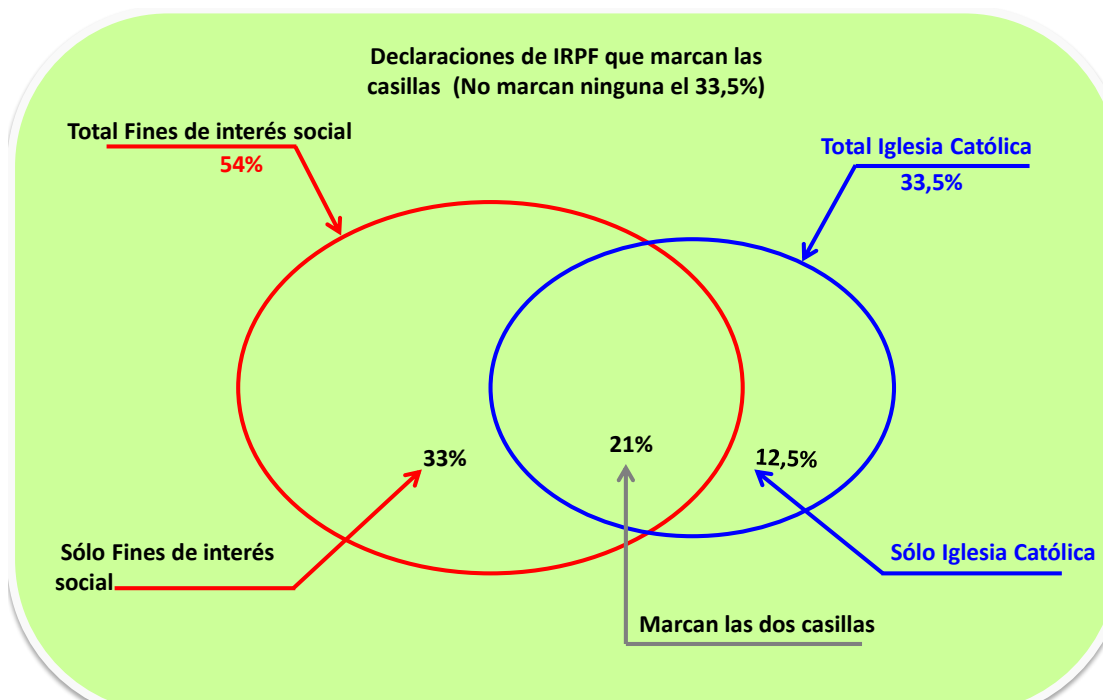 Declaraciones de IRPF que marcan las
casillas (No marcan ninguna el 33,5%)
Total Fines de interés social
54%
Total Iglesia Católica
33,5%
33%
21%
12,5%
Sólo Fines de interés
social
Sólo Iglesia Católica
Marcan las dos casillas